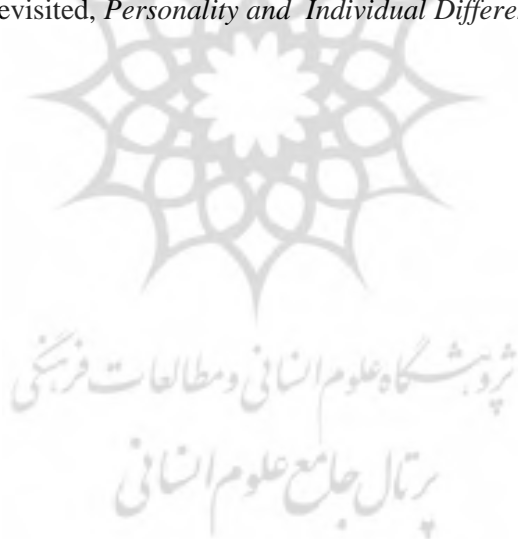 evisited, Personality and Individual Differe
پژوهشگاه علوم انسانی و مطالعات فرهنگی
پرتال جامع علوم انسانی